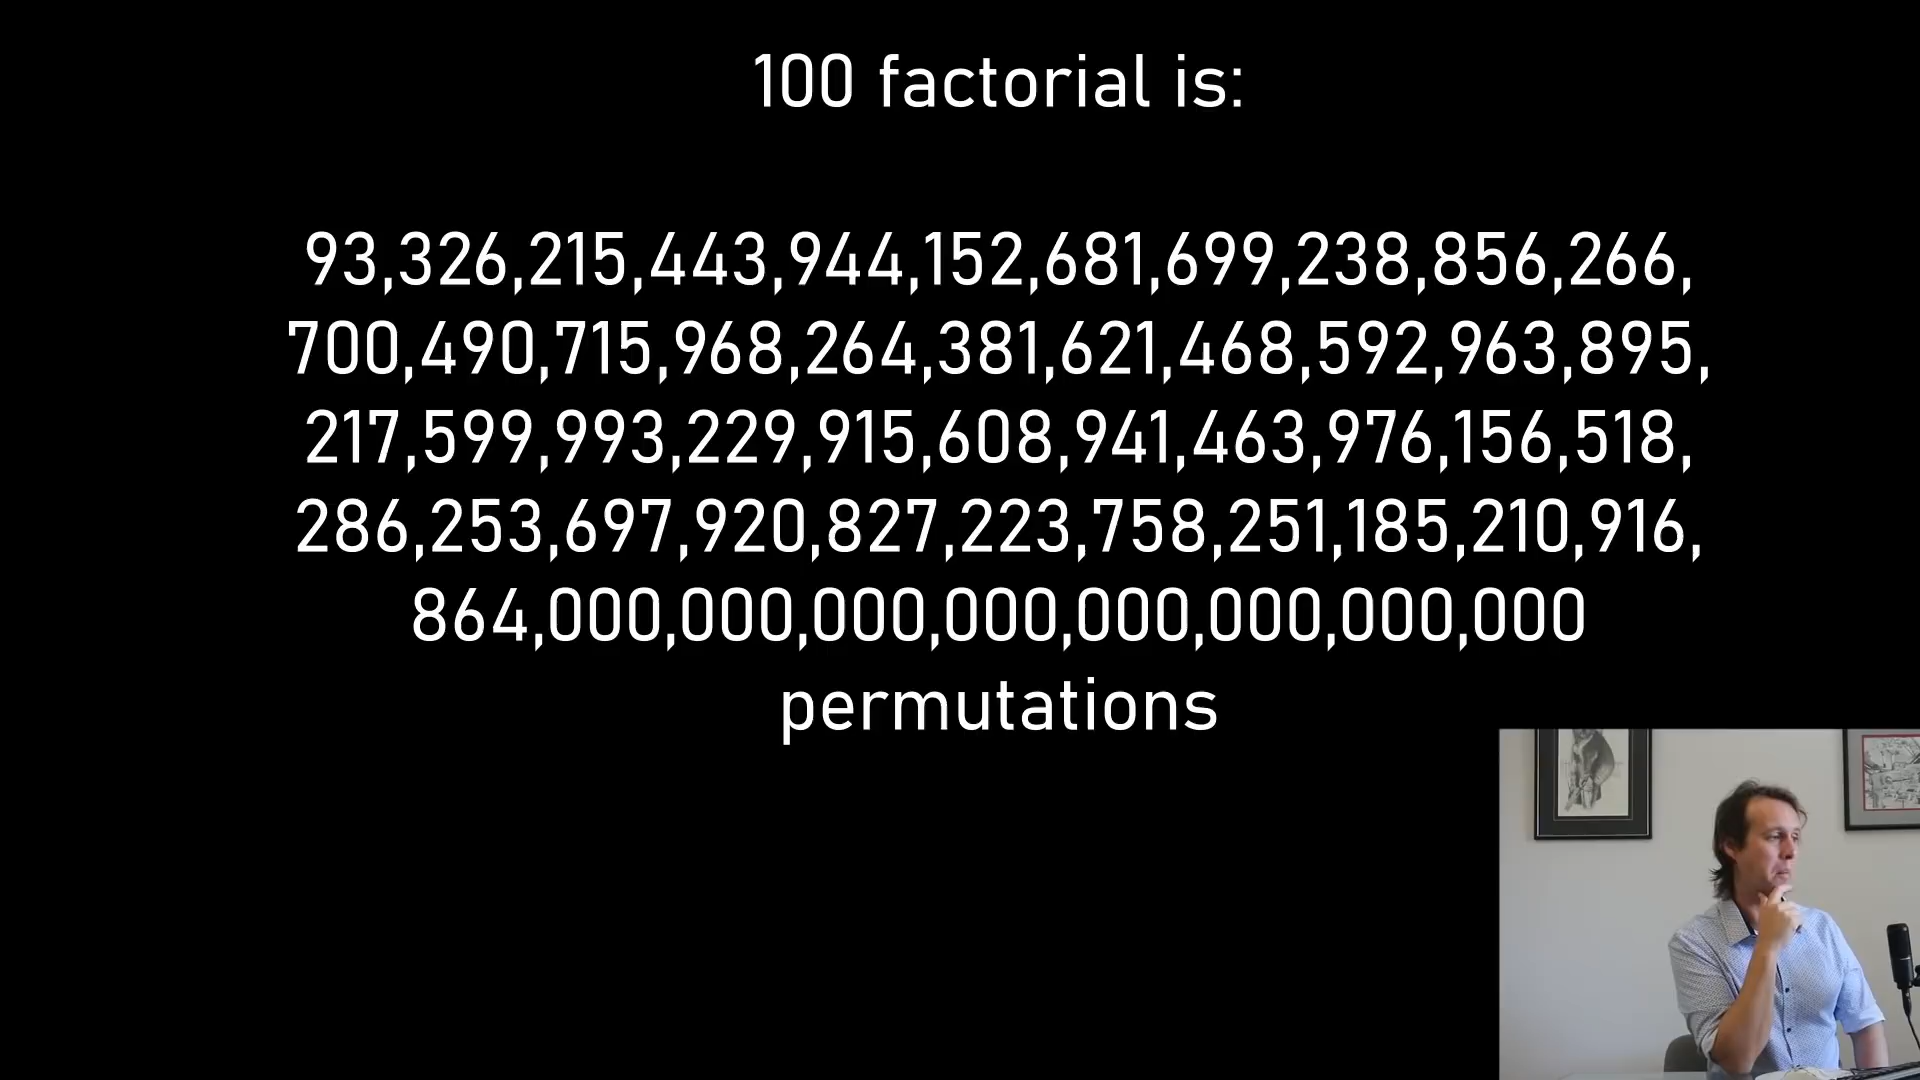 100 factorial is:
93,326,215,443,944,152,681,699,238,856,266,
700,490,715,968,264,381,621,468,592,963,895,
217,599,993,229,915,608,941,463,976,156,518,
286,253,697,920,827,223,758,251,185,210,916,
864,000,000,000,000,000,000,000,000
permutations